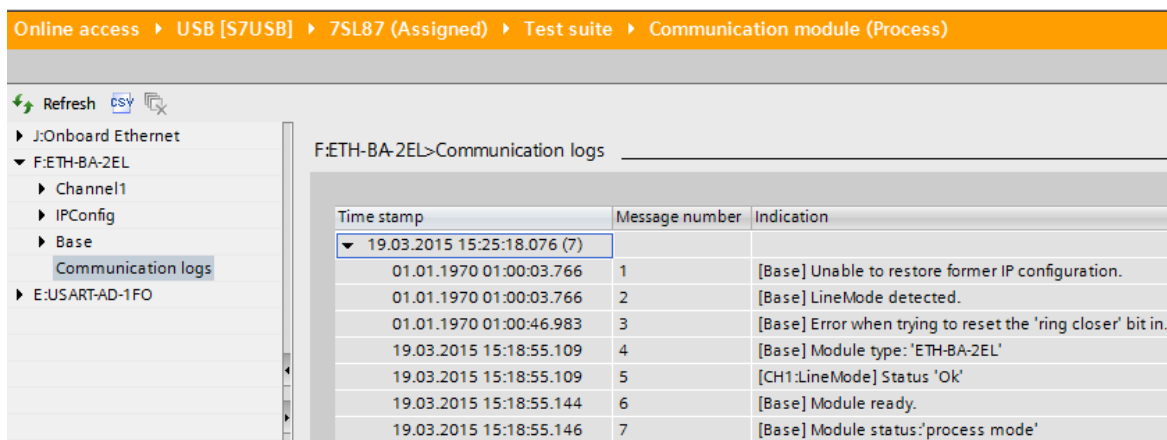 Online access ▸ USB [S7USB] ▸ 7SL87 (Assigned) ▸ Test suite ▸ Communication module (Process)
Refresh CSV
J:Onboard Ethernet
F:ETH-BA-2EL
Channel1
IPConfig
Base
Communication logs
E:USART-AD-1FO
F:ETH-BA-2EL>Communication logs
Time stamp Message number Indication
19.03.2015 15:25:18.076 (7)
01.01.1970 01:00:03.766 1 [Base] Unable to restore former IP configuration.
01.01.1970 01:00:03.766 2 [Base] LineMode detected.
01.01.1970 01:00:46.983 3 [Base] Error when trying to reset the 'ring closer' bit in.
19.03.2015 15:18:55.109 4 [Base] Module type: 'ETH-BA-2EL'
19.03.2015 15:18:55.109 5 [CH1:LineMode] Status 'Ok'
19.03.2015 15:18:55.144 6 [Base] Module ready.
19.03.2015 15:18:55.146 7 [Base] Module status:'process mode'